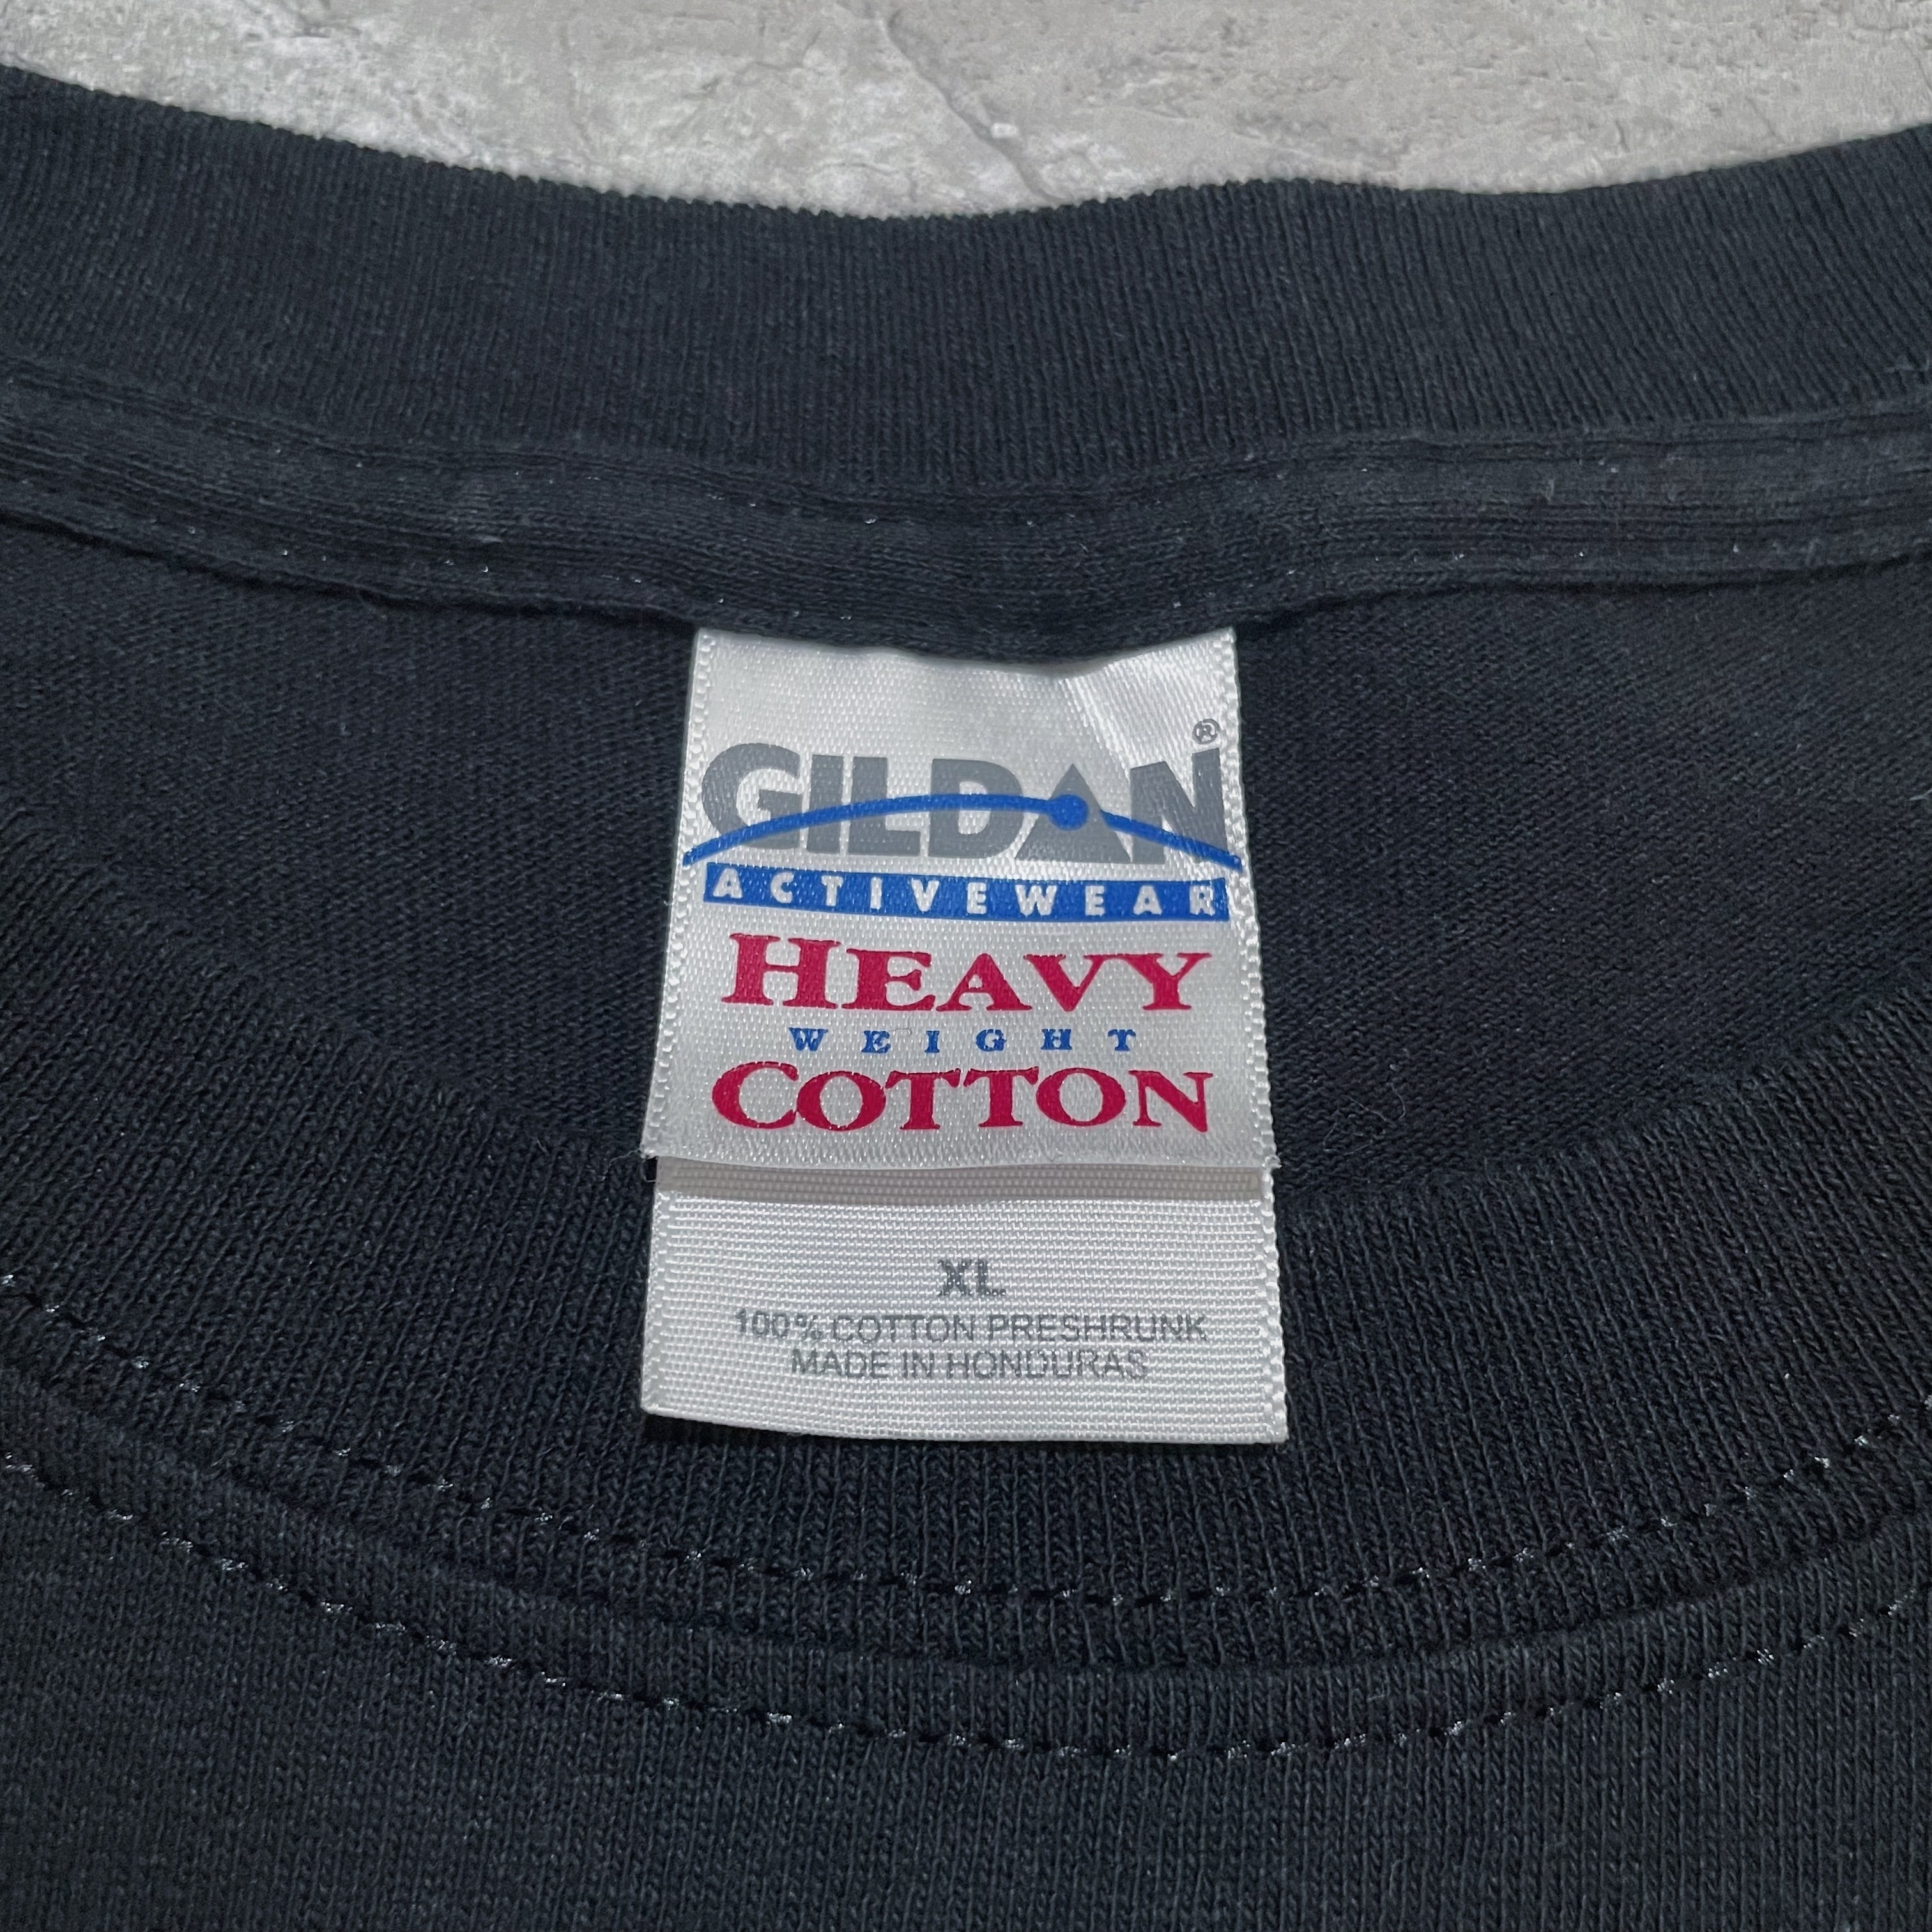 GILDAN®
ACTIVEWEAR
HEAVY
WEIGHT
COTTON
XL
100% COTTON PRESHRUNK
MADE IN HONDURAS